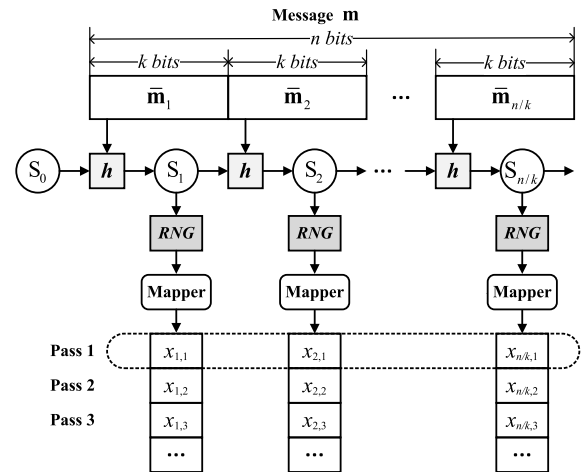 Message m
n bits
k bits k bits k bits
m̄₁ m̄₂ ... m̄ₙ/ₖ
S₀ h S₁ h S₂ ... h Sₙ/ₖ
RNG RNG RNG
Mapper Mapper Mapper
Pass 1 x₁,₁ x₂,₁ xₙ/ₖ,₁
Pass 2 x₁,₂ x₂,₂ xₙ/ₖ,₂
Pass 3 x₁,₃ x₂,₃ xₙ/ₖ,₃
... ... ...